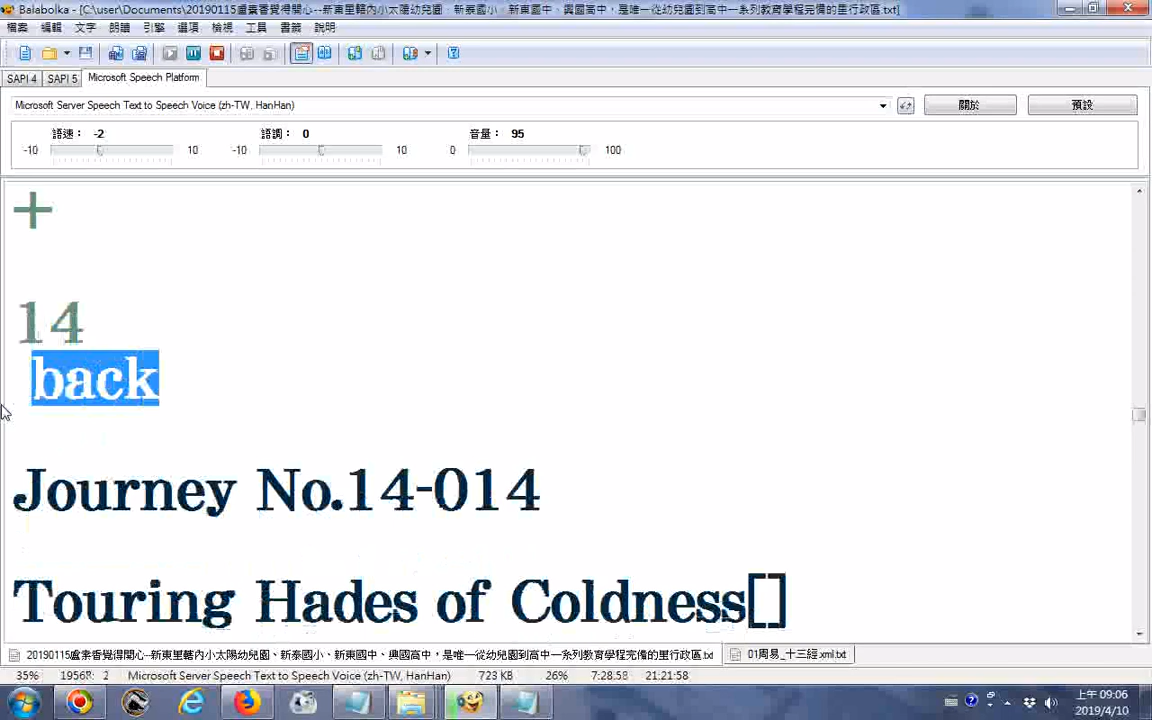 Balabolka - [C:\user\Documents\20190115盧素香覺得開心--新東里轄內小太陽幼兒園、新泰國小、新東國中、興國高中，是唯一從幼兒園到高中一系列教育學程完備的里行政區.txt]
檔案 編輯 文字 朗讀 引擎 選項 檢視 工具 書籤 說明
SAPI 4 SAPI 5 Microsoft Speech Platform
Microsoft Server Speech Text to Speech Voice (zh-TW, HanHan) 關於 預設
語速： -2 語調： 0 音量： 95
-10 10 -10 10 0 100
+
14
back
Journey No.14-014
Touring Hades of Coldness[]
20190115盧素香覺得開心--新東里轄內小太陽幼兒園、新泰國小、新東國中、興國高中，是唯一從幼兒園到高中一系列教育學程完備的里行政區.txt 01周易_十三經.xml.txt
35% 1956R: 2 Microsoft Server Speech Text to Speech Voice (zh-TW, HanHan) 723 KB 26% 7:28.58 21:21:58
上午 09:06
2019/4/10